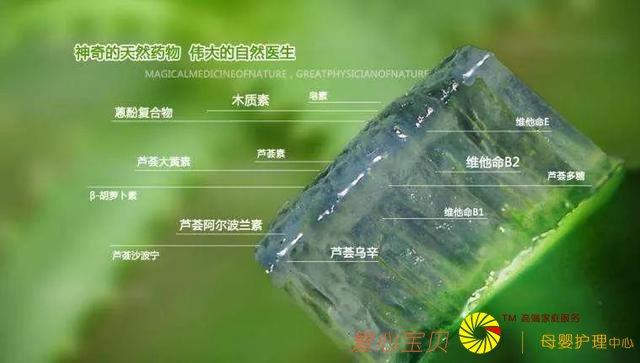 神奇的天然药物 伟大的自然医生
MAGICALMEDICINEOFNATURE，GREATPHYSICIANOFNATURE
木质素
皂素
蒽酚复合物
维他命E
芦荟素
芦荟大黄素
维他命B2
芦荟多糖
β-胡萝卜素
维他命B1
芦荟阿尔波兰素
芦荟乌辛
芦荟沙波宁
爱心宝贝
TM 高端家庭服务
母婴护理中心